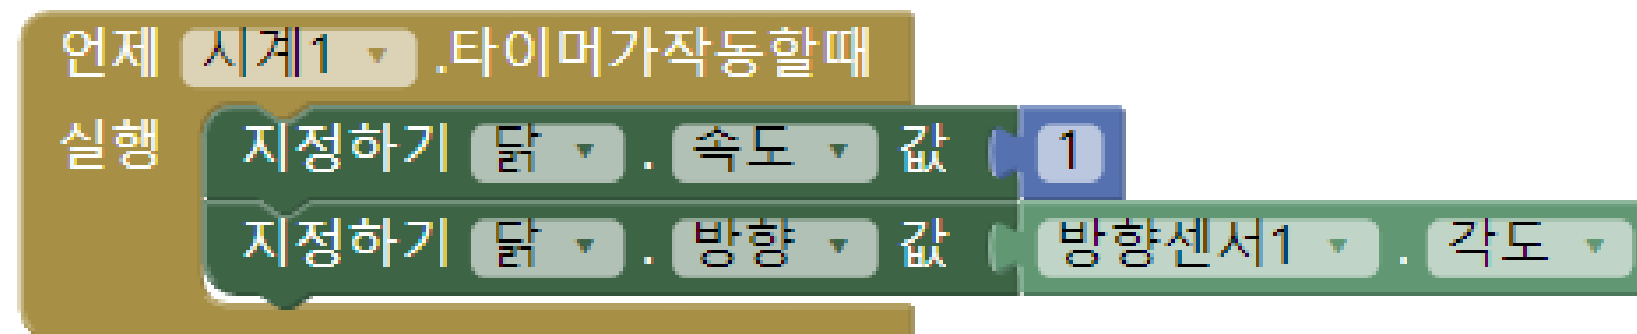 언제 시계1 .타이머가작동할때
실행 지정하기 닭 . 속도 값 1
지정하기 닭 . 방향 값 방향센서1 . 각도